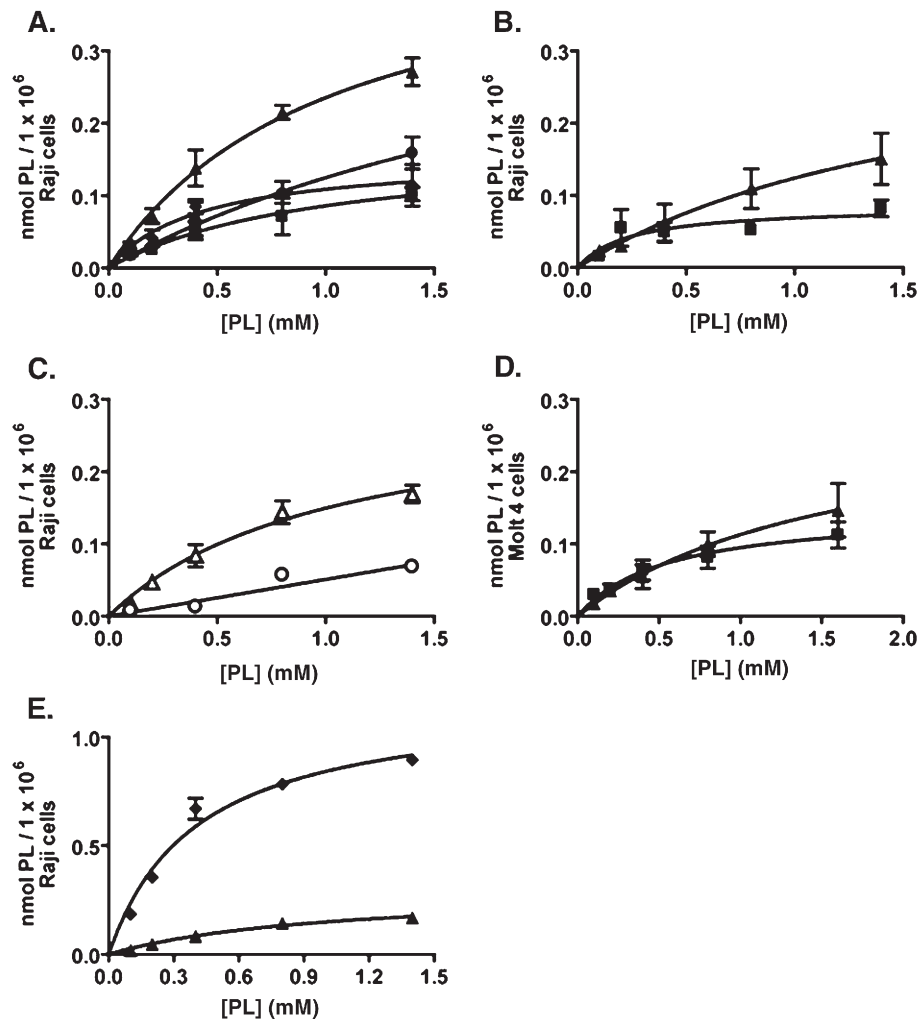 A.
nmol PL / 1 x 10⁶
Raji cells
0.3
0.2
0.1
0.0
0.0 0.5 1.0 1.5
[PL] (mM)
B.
nmol PL / 1 x 10⁶
Raji cells
0.3
0.2
0.1
0.0
0.0 0.5 1.0 1.5
[PL] (mM)
C.
nmol PL / 1 x 10⁶
Raji cells
0.3
0.2
0.1
0.0
0.0 0.5 1.0 1.5
[PL] (mM)
D.
nmol PL / 1 x 10⁶
Molt 4 cells
0.3
0.2
0.1
0.0
0.0 0.5 1.0 1.5 2.0
[PL] (mM)
E.
nmol PL / 1 x 10⁶
Raji cells
1.0
0.5
0.0
0.0 0.3 0.6 0.9 1.2 1.5
[PL] (mM)